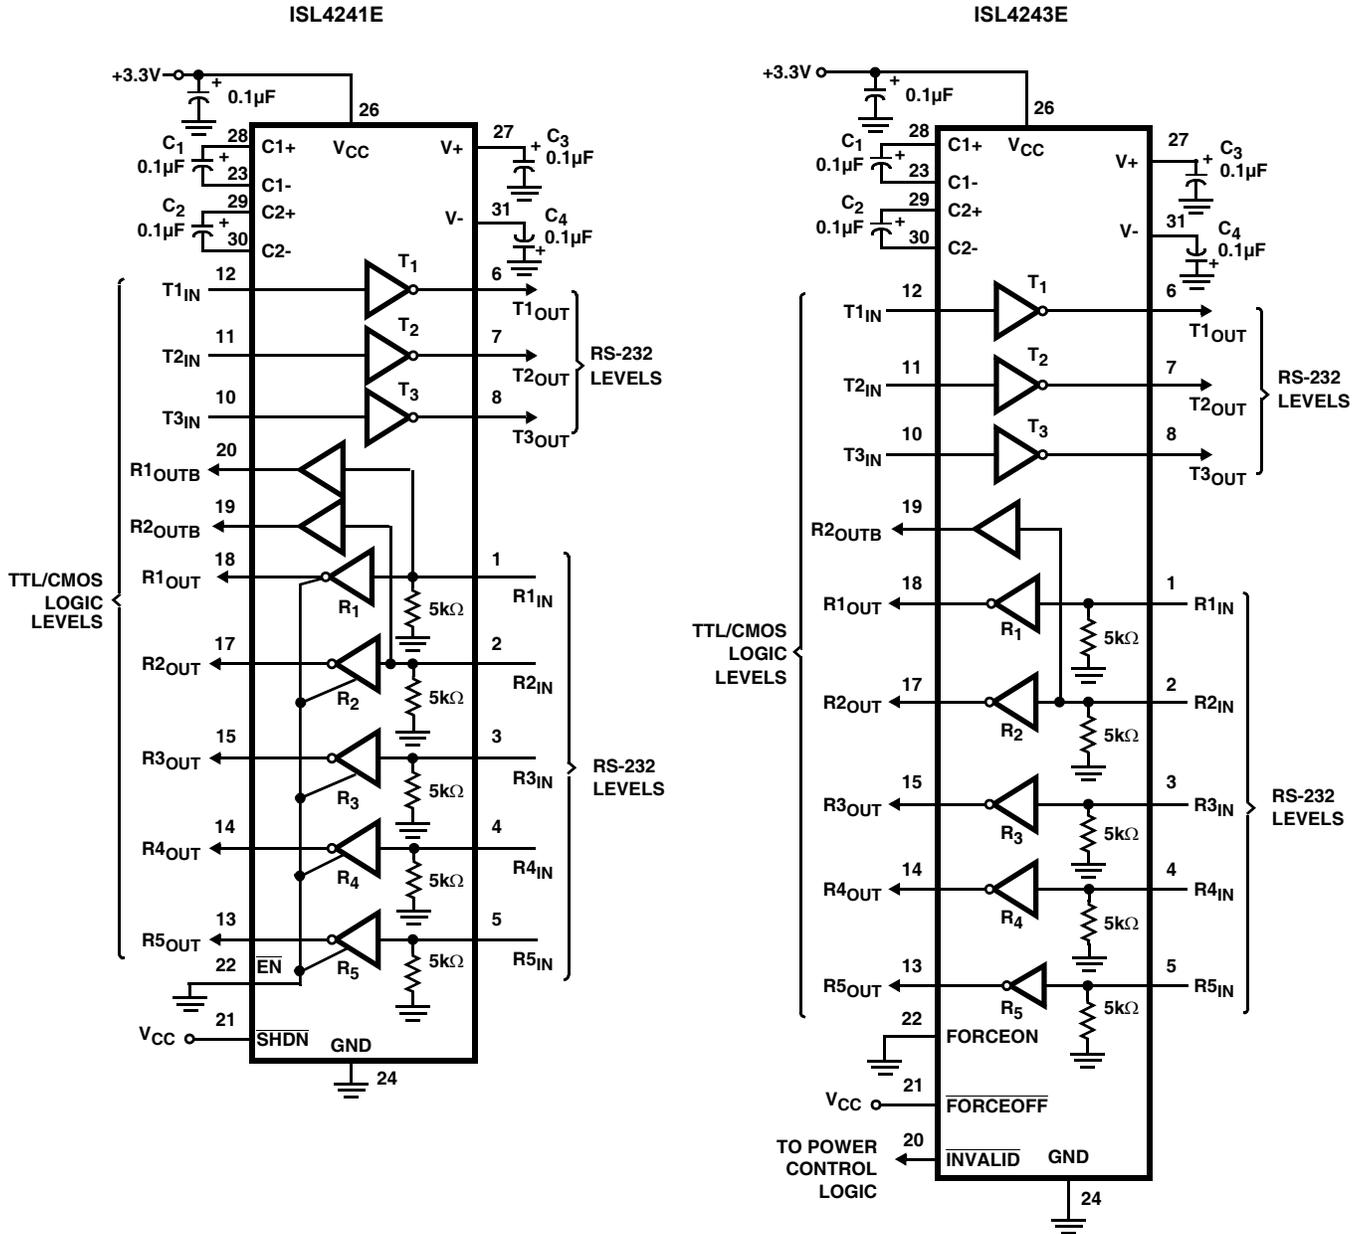 ISL4241E
+3.3V
+
0.1µF
26
28
C1
0.1µF
+
C1+
VCC
V+
27
+
C3
0.1µF
23
C1-
29
C2
0.1µF
+
C2+
V-
31
C4
0.1µF
+
30
C2-
T1IN
12
T1
6
T1OUT
T2IN
11
T2
7
T2OUT
RS-232
LEVELS
T3IN
10
T3
8
T3OUT
R1OUTB
20
R2OUTB
19
TTL/CMOS
LOGIC
LEVELS
R1OUT
18
R1
5kΩ
1
R1IN
R2OUT
17
R2
5kΩ
2
R2IN
R3OUT
15
R3
5kΩ
3
R3IN
RS-232
LEVELS
R4OUT
14
R4
5kΩ
4
R4IN
R5OUT
13
R5
5kΩ
5
R5IN
22
EN
VCC
21
SHDN
GND
24
ISL4243E
+3.3V
+
0.1µF
26
28
C1
0.1µF
+
C1+
VCC
V+
27
+
C3
0.1µF
23
C1-
29
C2
0.1µF
+
C2+
V-
31
C4
0.1µF
+
30
C2-
T1IN
12
T1
6
T1OUT
T2IN
11
T2
7
T2OUT
RS-232
LEVELS
T3IN
10
T3
8
T3OUT
R2OUTB
19
TTL/CMOS
LOGIC
LEVELS
R1OUT
18
R1
5kΩ
1
R1IN
R2OUT
17
R2
5kΩ
2
R2IN
R3OUT
15
R3
5kΩ
3
R3IN
RS-232
LEVELS
R4OUT
14
R4
5kΩ
4
R4IN
R5OUT
13
R5
5kΩ
5
R5IN
22
FORCEON
VCC
21
FORCEOFF
TO POWER
CONTROL
LOGIC
20
INVALID
GND
24